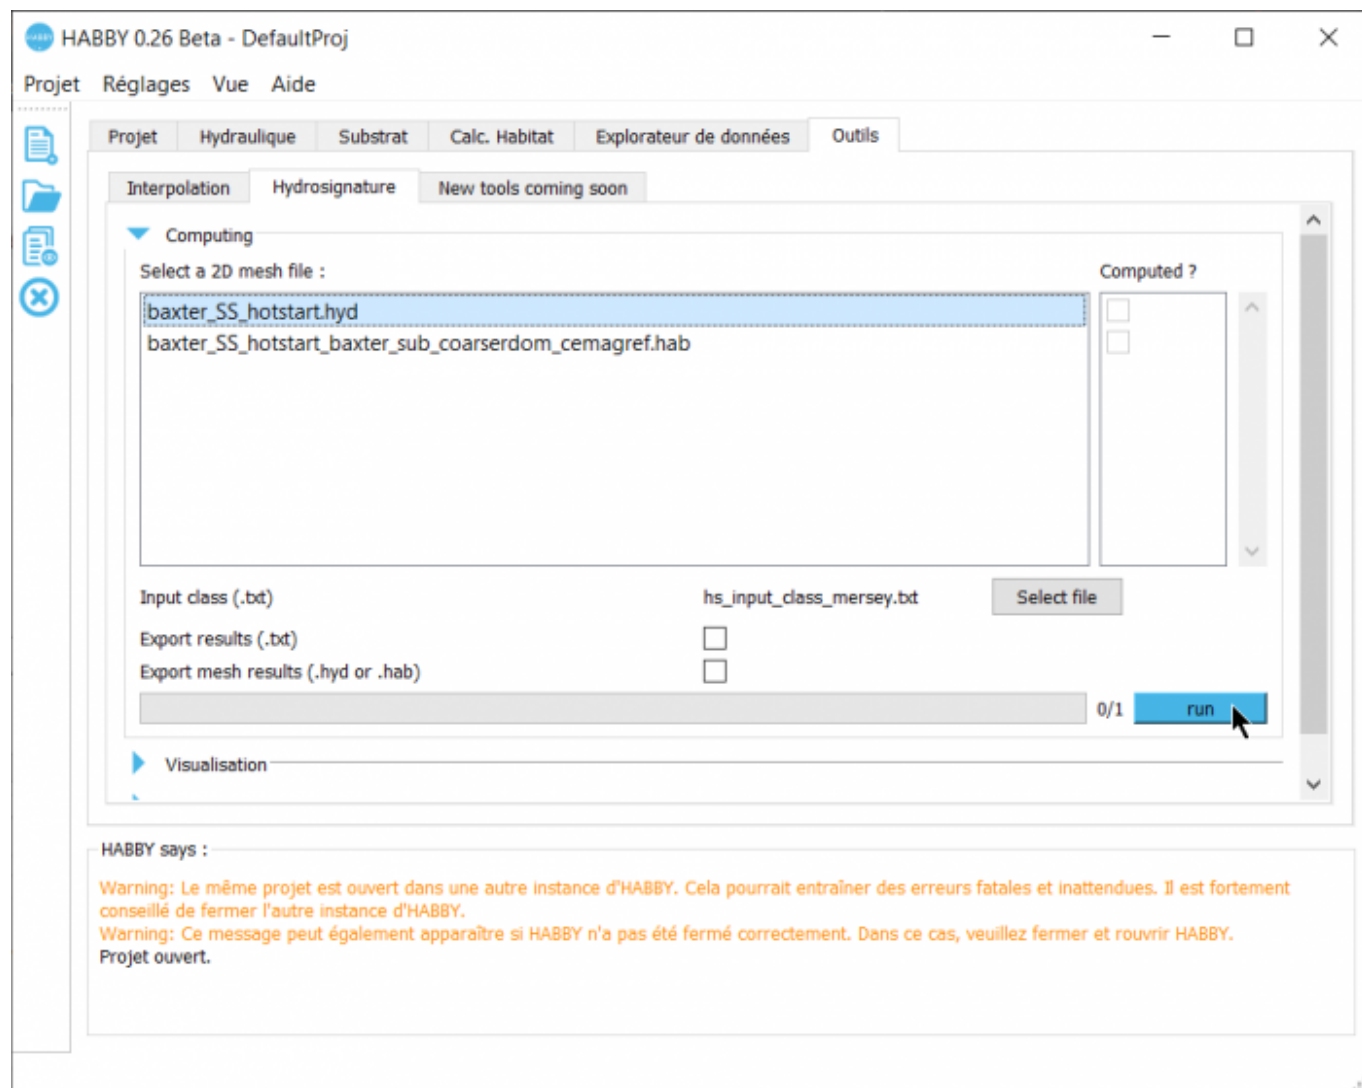 HABBY 0.26 Beta - DefaultProj
Projet Réglages Vue Aide
Projet Hydraulique Substrat Calc. Habitat Explorateur de données Outils
Interpolation Hydrosignature New tools coming soon
Computing
Select a 2D mesh file : Computed ?
baxter_SS_hotstart.hyd
baxter_SS_hotstart_baxter_sub_coarserdom_cemagref.hab
Input class (.txt) hs_input_class_mersey.txt Select file
Export results (.txt)
Export mesh results (.hyd or .hab)
0/1 run
Visualisation
HABBY says :
Warning: Le même projet est ouvert dans une autre instance d'HABBY. Cela pourrait entraîner des erreurs fatales et inattendues. Il est fortement
conseillé de fermer l'autre instance d'HABBY.
Warning: Ce message peut également apparaître si HABBY n'a pas été fermé correctement. Dans ce cas, veuillez fermer et rouvrir HABBY.
Projet ouvert.